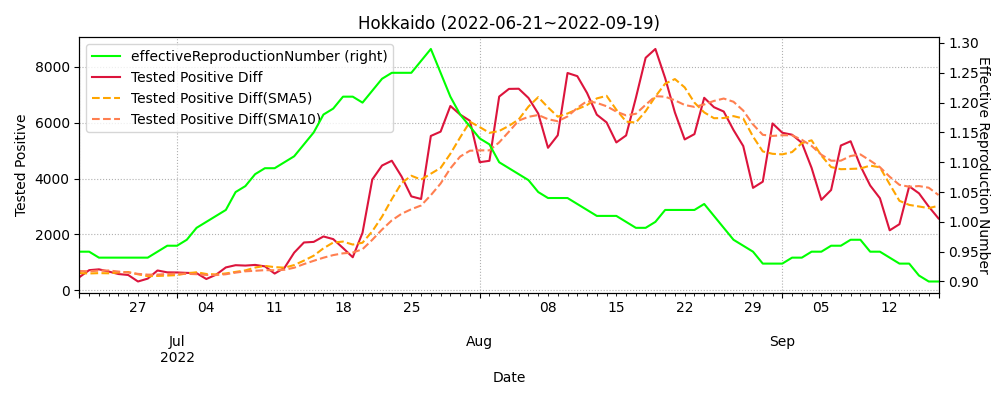 Hokkaido (2022-06-21~2022-09-19)
effectiveReproductionNumber (right)
Tested Positive Diff
Tested Positive Diff(SMA5)
Tested Positive Diff(SMA10)
Tested Positive
8000
6000
4000
2000
0
1.30
1.25
1.20
1.15
1.10
1.05
1.00
0.95
0.90
Effective Reproduction Number
27 04 11 18 25 08 15 22 29 05 12
Jul Aug Sep
2022
Date